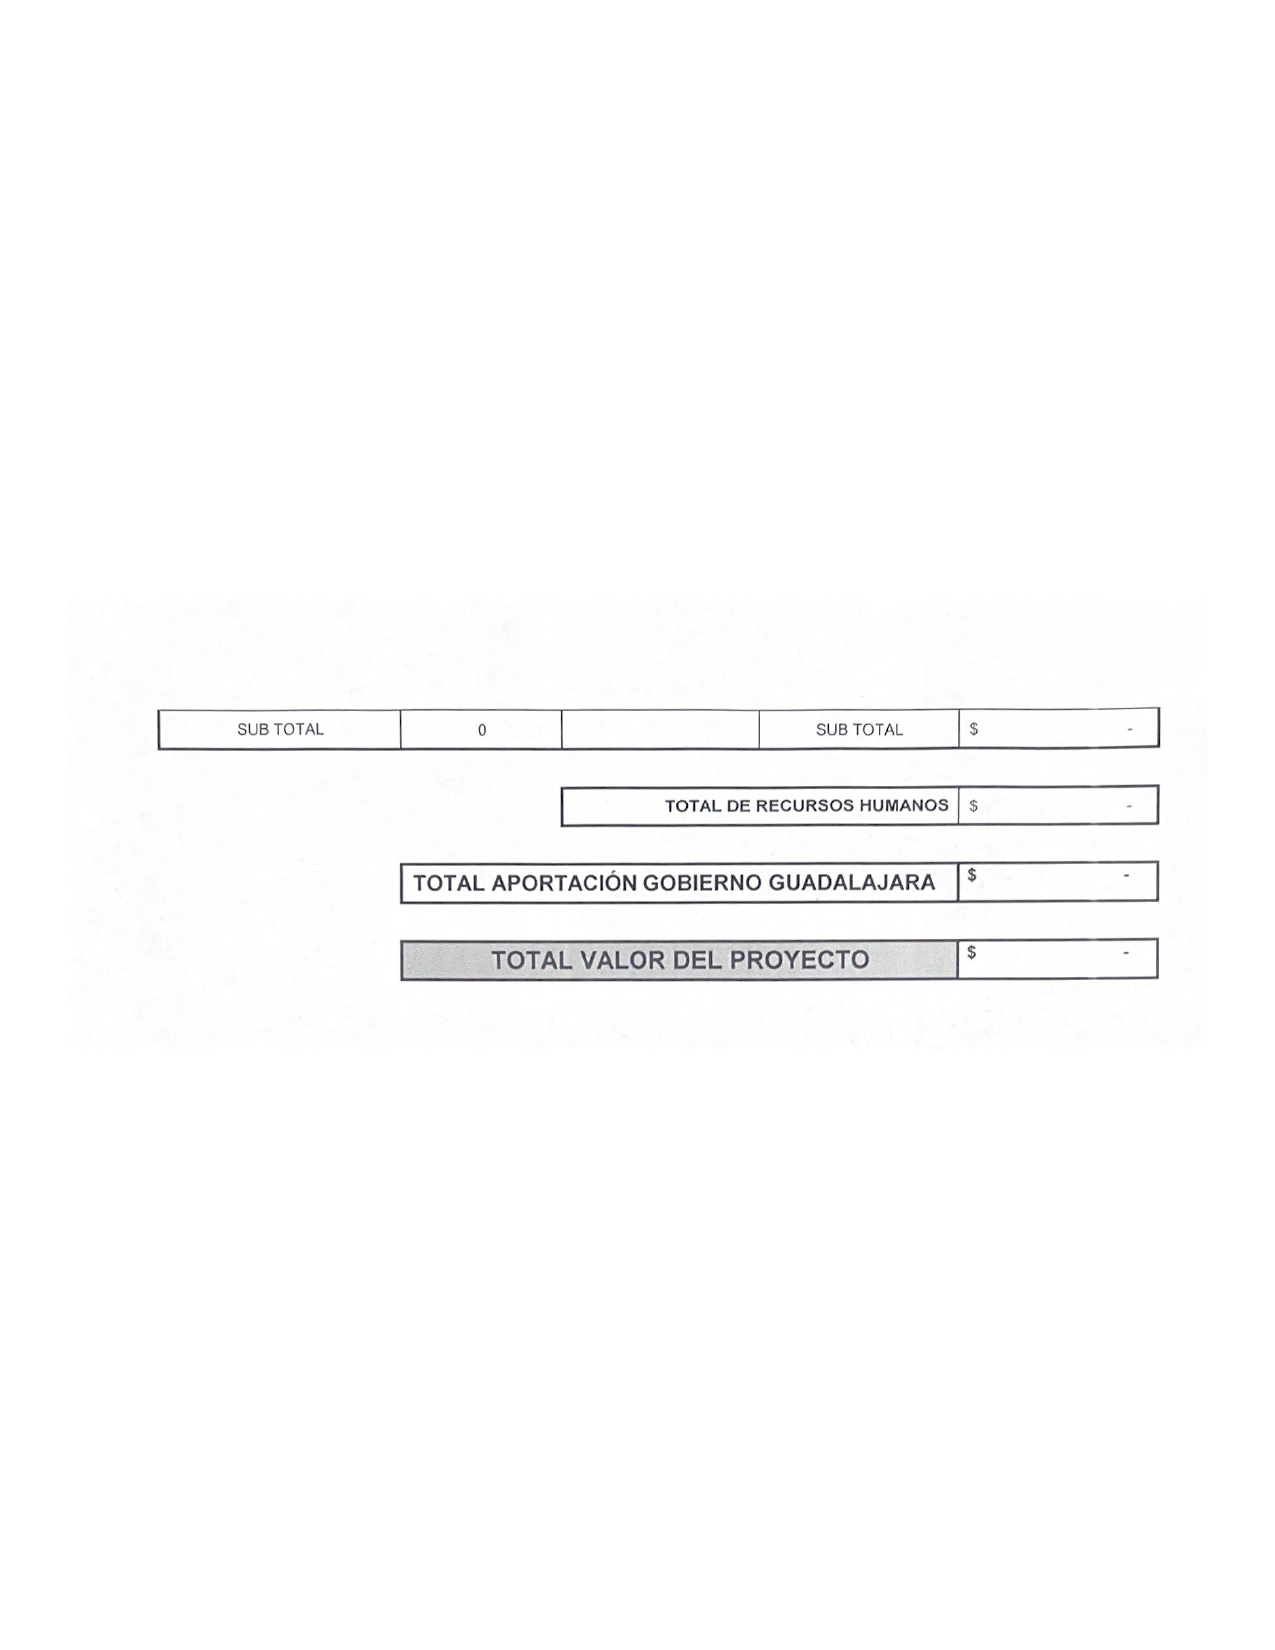 SUB TOTAL 0 SUB TOTAL $ -
TOTAL DE RECURSOS HUMANOS $ -
TOTAL APORTACIÓN GOBIERNO GUADALAJARA $ -
TOTAL VALOR DEL PROYECTO $ -